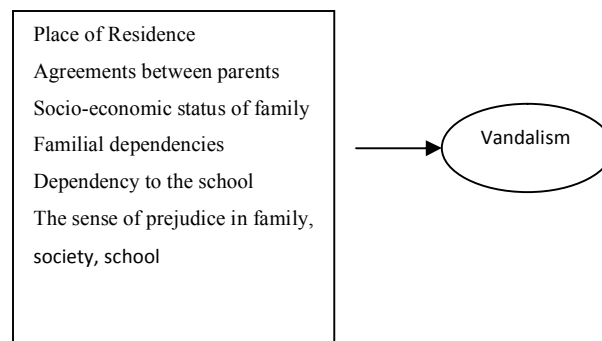 Place of Residence
Agreements between parents
Socio-economic status of family
Familial dependencies
Dependency to the school
The sense of prejudice in family,
society, school
Vandalism